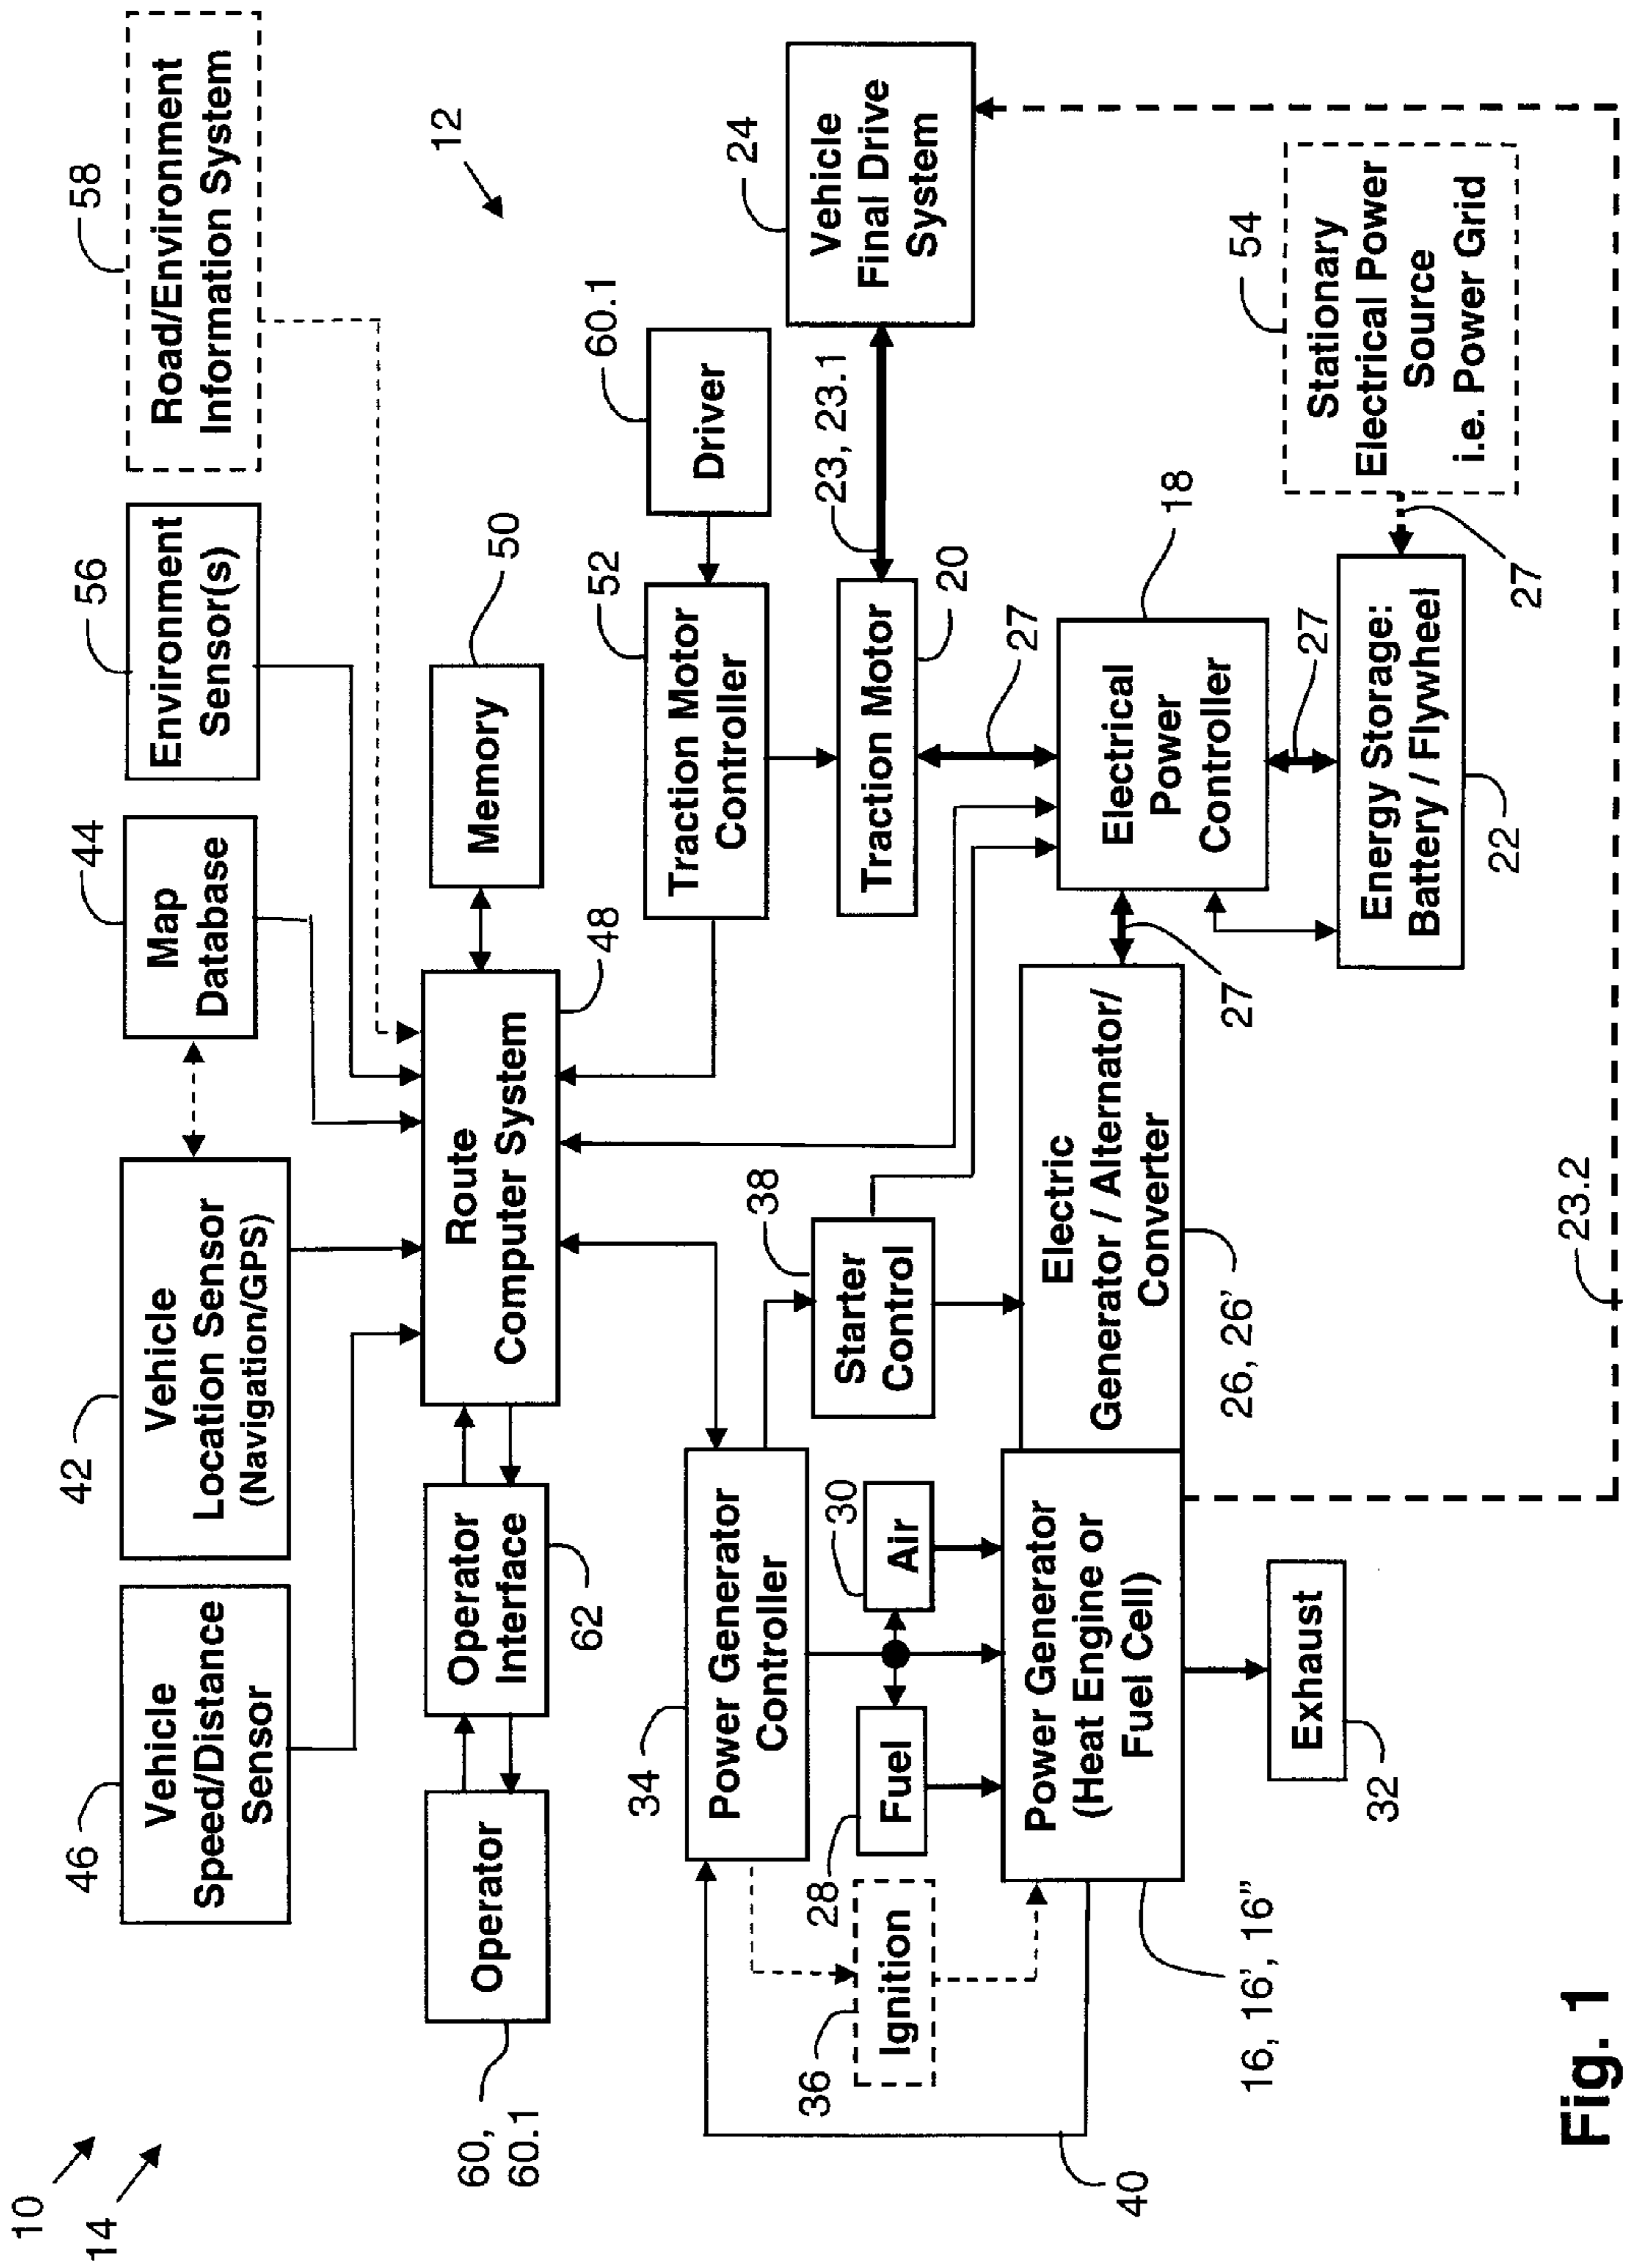 10
14
46
Vehicle
Speed/Distance
Sensor
42
Vehicle
Location Sensor
(Navigation/GPS)
44
Map
Database
56
Environment
Sensor(s)
58
Road/Environment
Information System
12
60,
60.1
Operator
Operator
Interface
62
Route
Computer System
48
Memory
50
34
Power Generator
Controller
38
Starter
Control
52
Traction Motor
Controller
Driver
60.1
Traction Motor
20
23, 23.1
24
Vehicle
Final Drive
System
36
Ignition
28
Fuel
30
Air
40
16, 16’, 16”
Power Generator
(Heat Engine or
Fuel Cell)
Electric
Generator / Alternator/
Converter
26, 26’
27
27
18
Electrical
Power
Controller
27
Energy Storage:
Battery / Flywheel
22
27
54
Stationary
Electrical Power
Source
i.e. Power Grid
Exhaust
32
23.2
Fig. 1